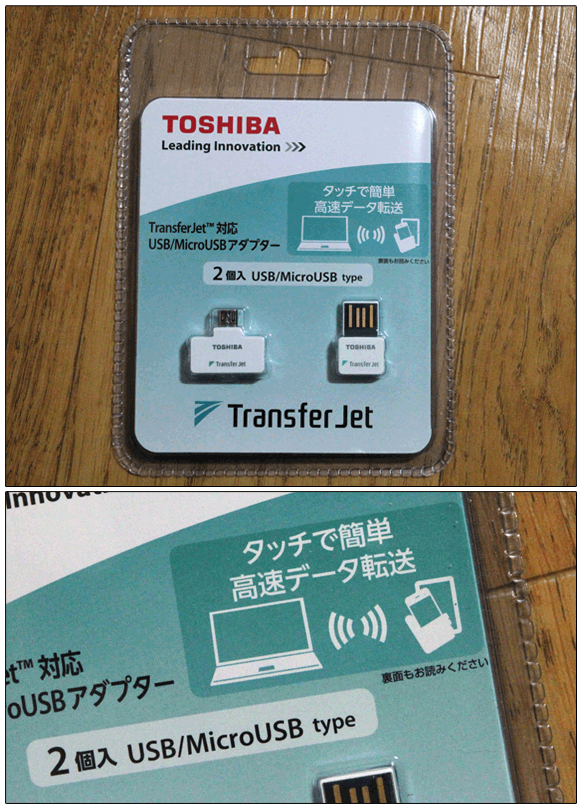 TOSHIBA
Leading Innovation >>>
タッチで簡単
高速データ転送
TransferJet™ 対応
USB/MicroUSBアダプター
裏面もお読みください
2個入 USB/MicroUSB type
TOSHIBA
TransferJet
TOSHIBA
TransferJet
TransferJet
タッチで簡単
高速データ転送
Jet™ 対応
oUSBアダプター
裏面もお読みください
2個入 USB/MicroUSB type